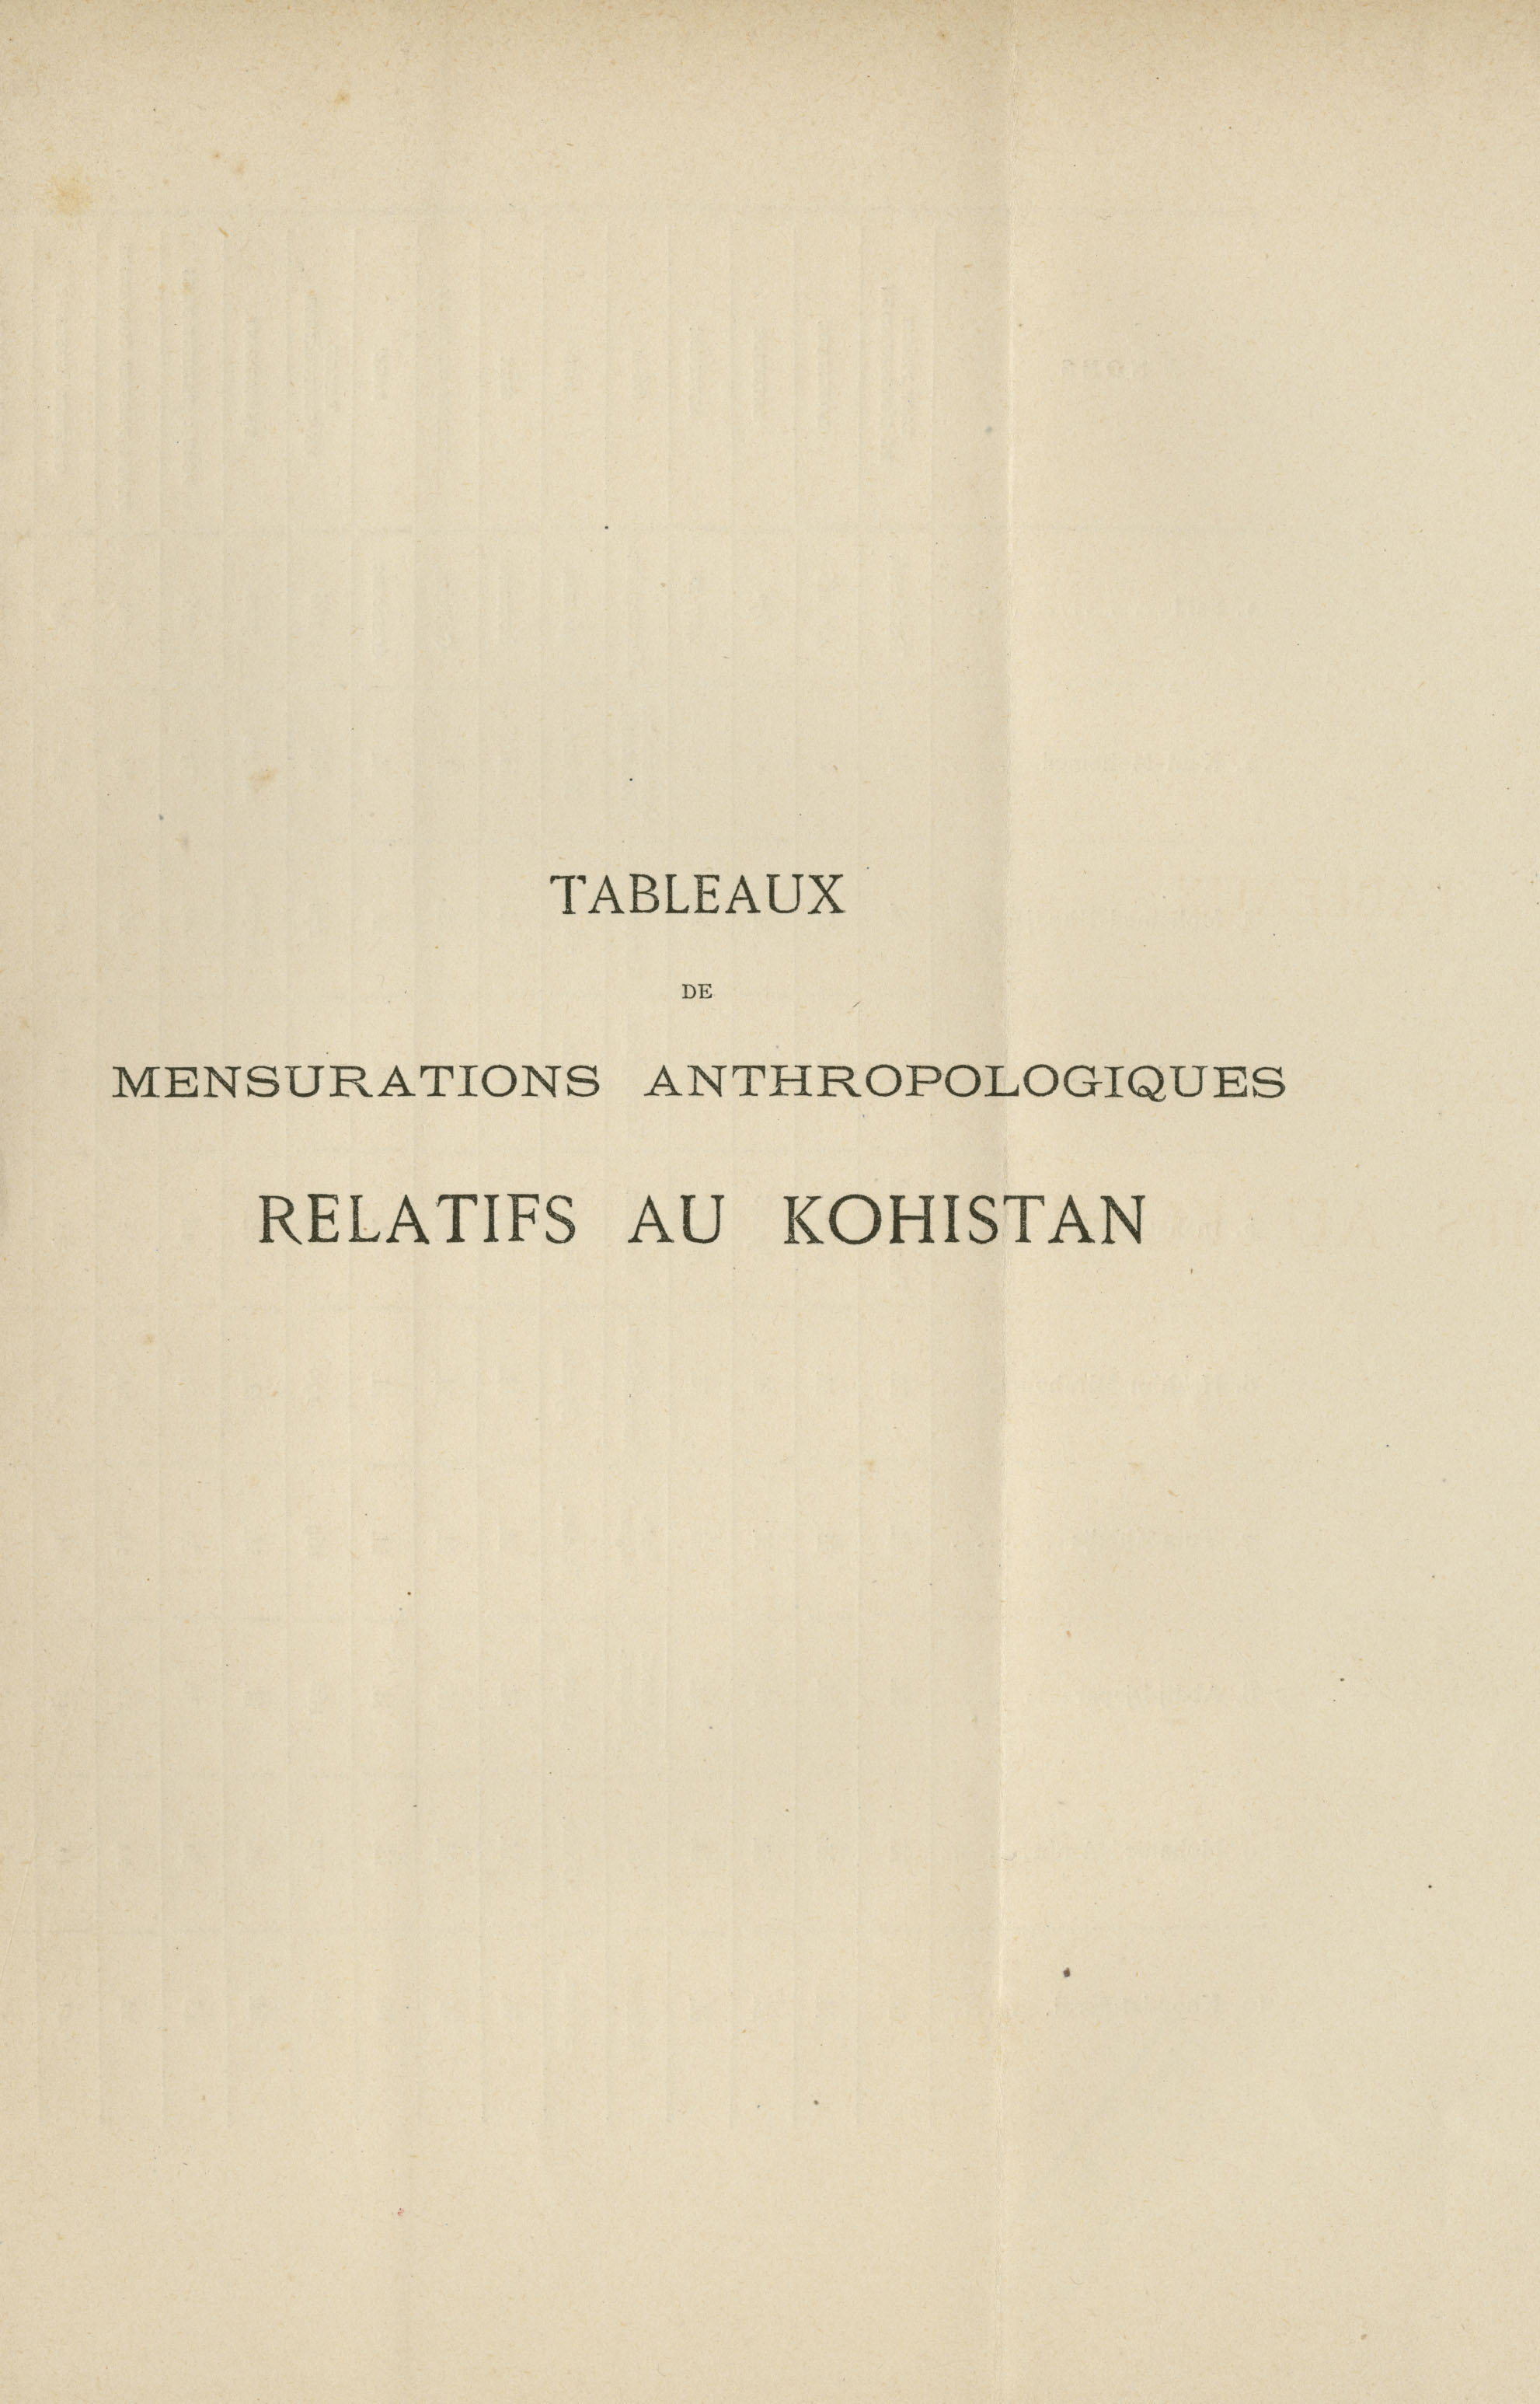 TABLEAUX
DE
MENSURATIONS ANTHROPOLOGIQUES
RELATIFS AU KOHISTAN